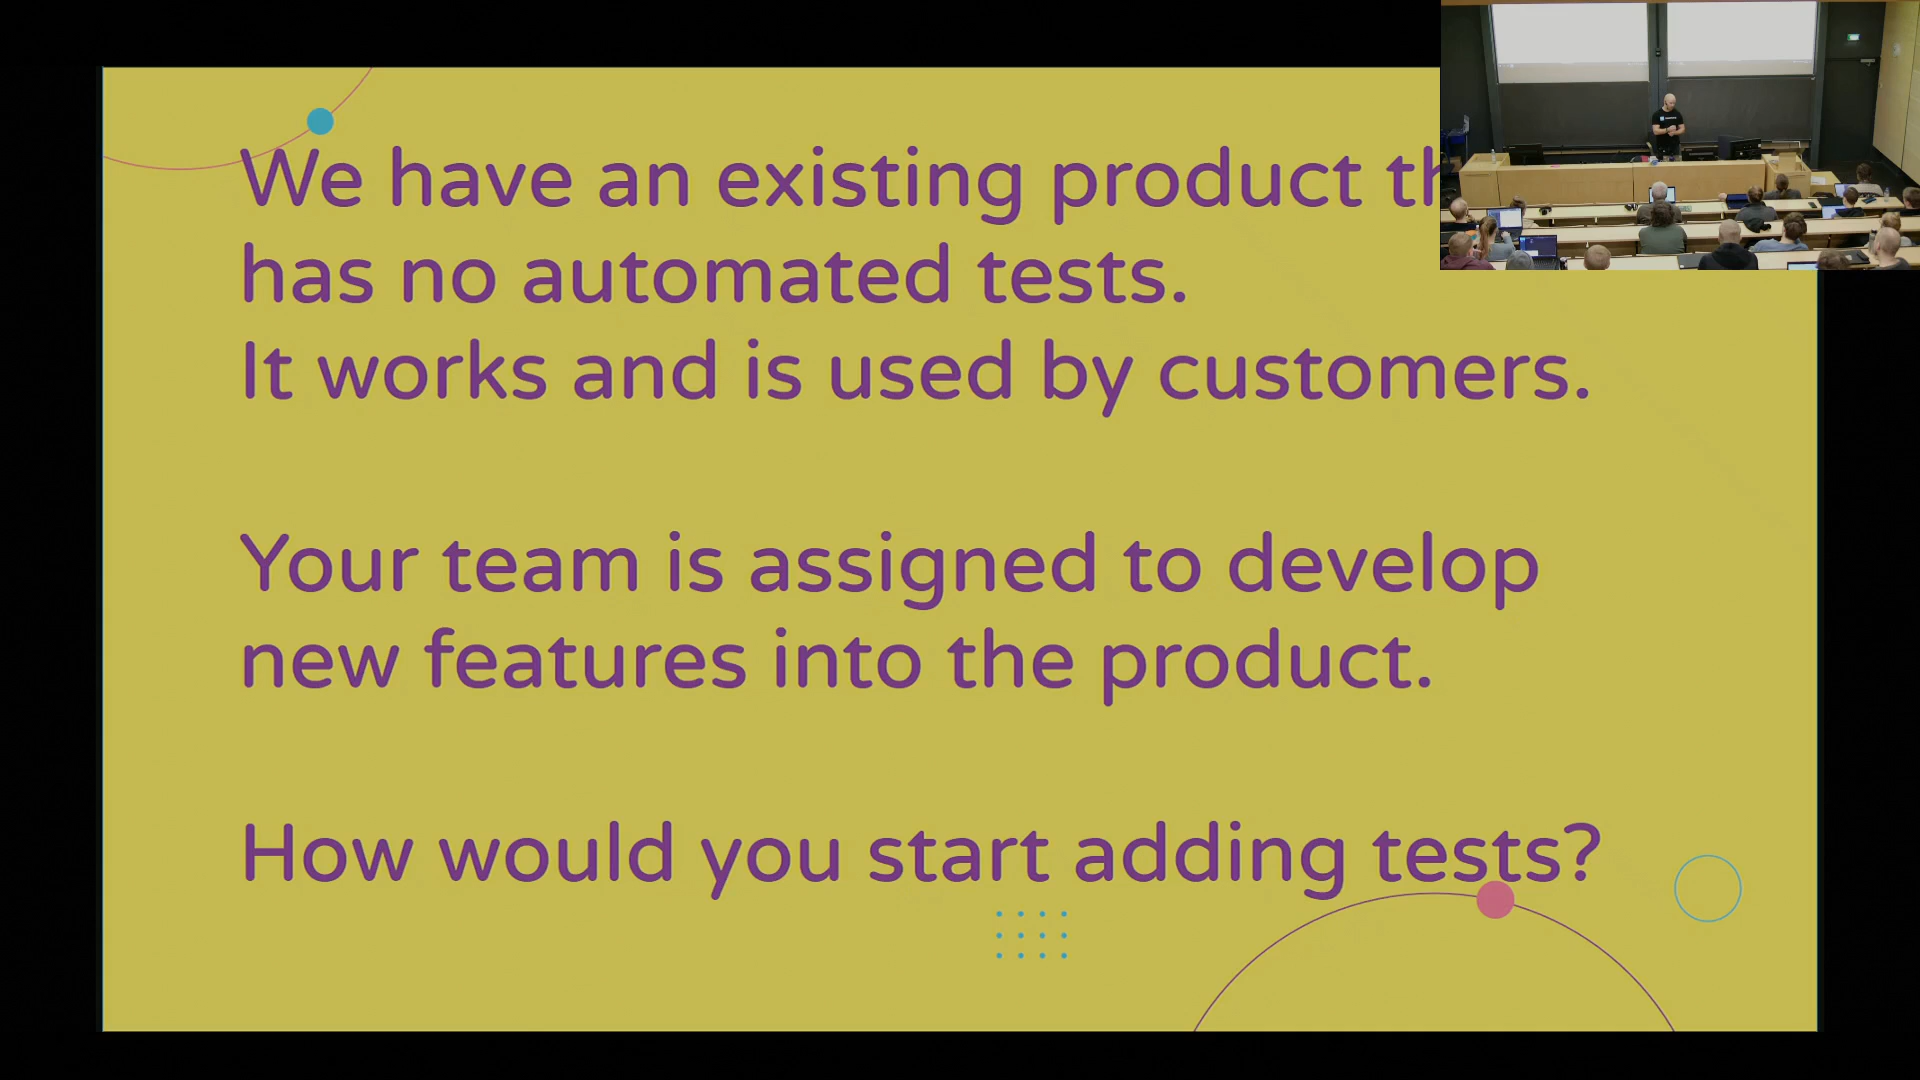 We have an existing product
has no automated tests.
It works and is used by customers.
Your team is assigned to develop
new features into the product.
How would you start adding tests?